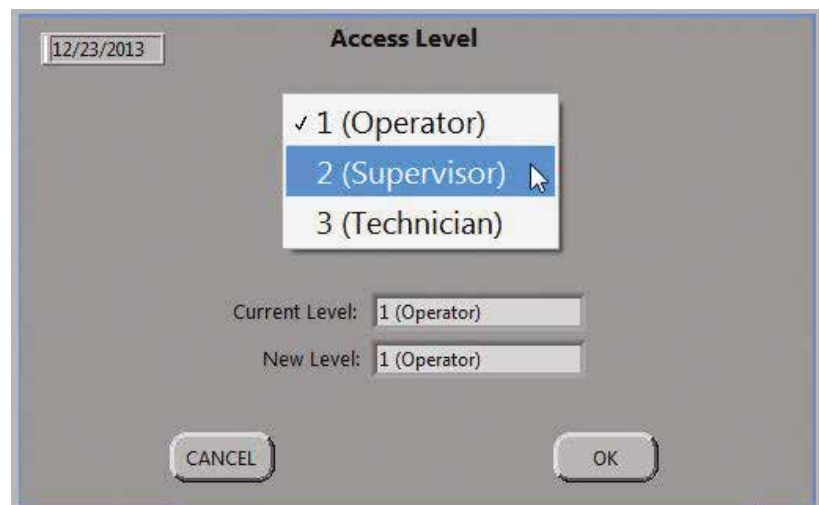 12/23/2013
Access Level
✓ 1 (Operator)
2 (Supervisor)
3 (Technician)
Current Level: 1 (Operator)
New Level: 1 (Operator)
CANCEL
OK